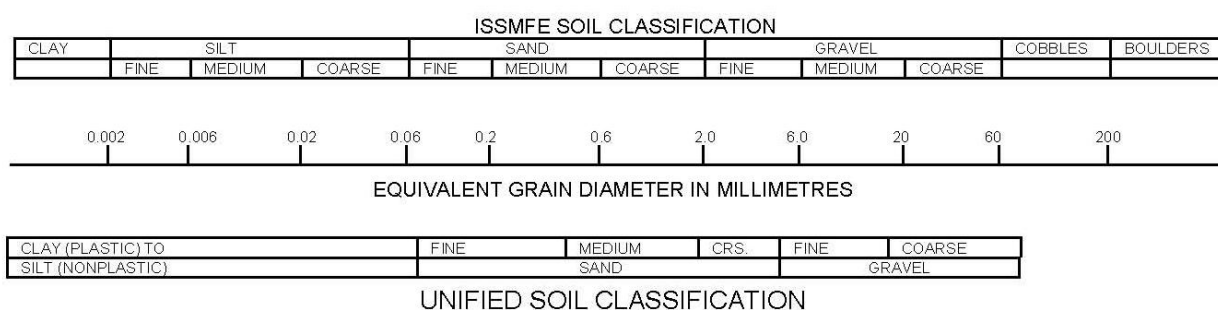 ISSMFE SOIL CLASSIFICATION
CLAY SILT SAND GRAVEL COBBLES BOULDERS
FINE MEDIUM COARSE FINE MEDIUM COARSE FINE MEDIUM COARSE
0.002 0.006 0.02 0.06 0.2 0.6 2.0 6.0 20 60 200
EQUIVALENT GRAIN DIAMETER IN MILLIMETRES
CLAY (PLASTIC) TO FINE MEDIUM CRS. FINE COARSE
SILT (NONPLASTIC) SAND GRAVEL
UNIFIED SOIL CLASSIFICATION